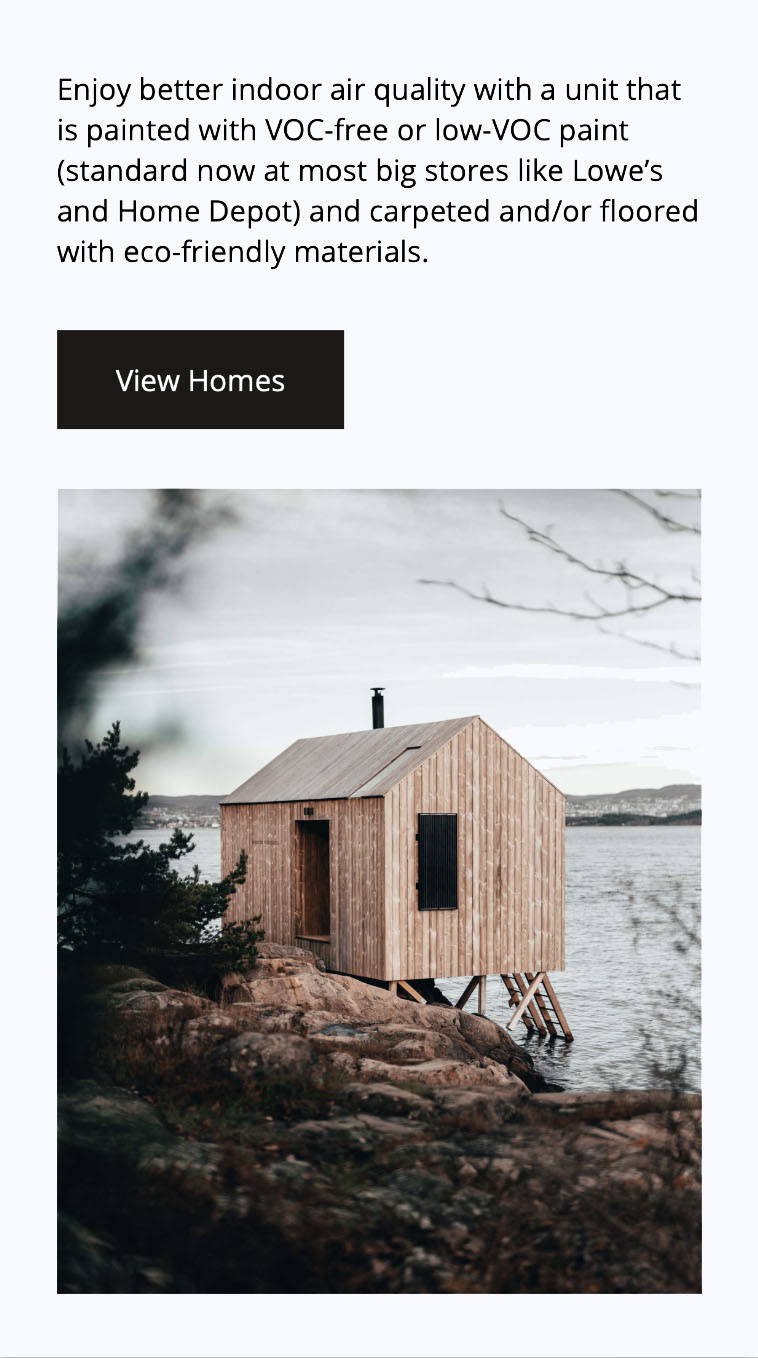 Enjoy better indoor air quality with a unit that
is painted with VOC-free or low-VOC paint
(standard now at most big stores like Lowe’s
and Home Depot) and carpeted and/or floored
with eco-friendly materials.
View Homes